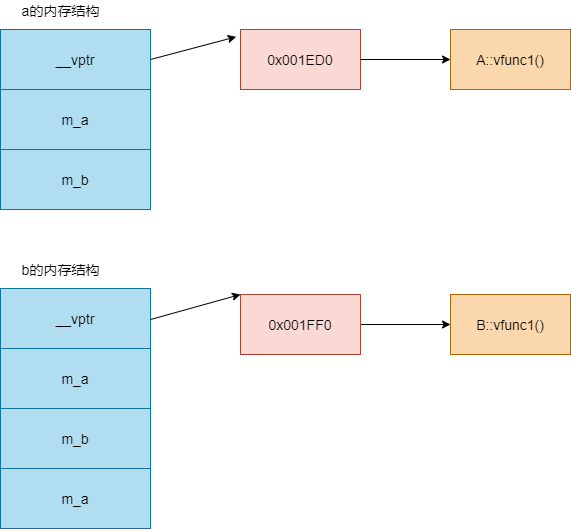 a的内存结构
__vptr
0x001ED0
A::vfunc1()
m_a
m_b
b的内存结构
__vptr
0x001FF0
B::vfunc1()
m_a
m_b
m_a